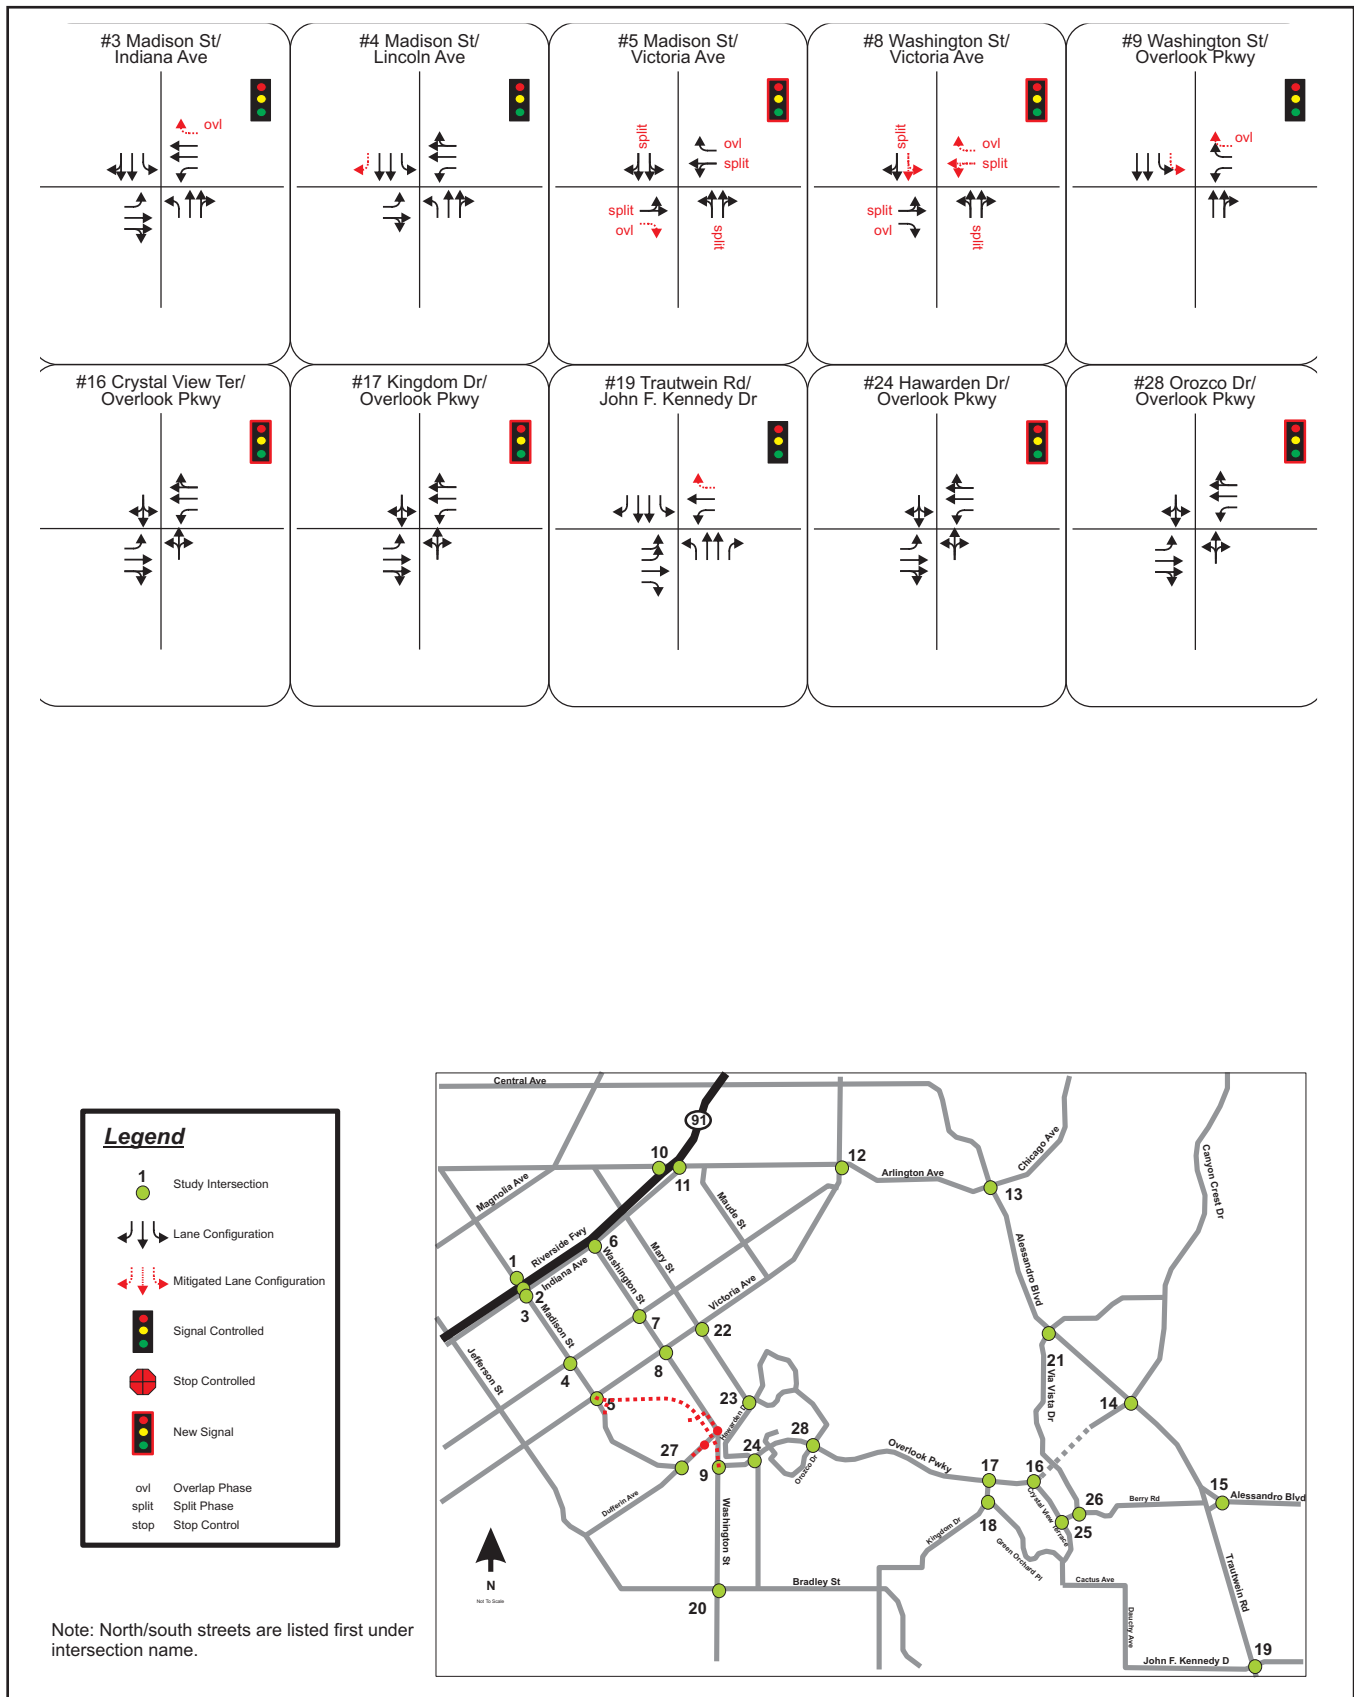 #3 Madison St/
Indiana Ave
ovl
#4 Madison St/
Lincoln Ave
#5 Madison St/
Victoria Ave
split
ovl
split
split
ovl
split
#8 Washington St/
Victoria Ave
split
ovl
split
split
ovl
split
#9 Washington St/
Overlook Pkwy
ovl
#16 Crystal View Ter/
Overlook Pkwy
#17 Kingdom Dr/
Overlook Pkwy
#19 Trautwein Rd/
John F. Kennedy Dr
#24 Hawarden Dr/
Overlook Pkwy
#28 Orozco Dr/
Overlook Pkwy
Legend
1
Study Intersection
Lane Configuration
Mitigated Lane Configuration
Signal Controlled
Stop Controlled
New Signal
ovl Overlap Phase
split Split Phase
stop Stop Control
Note: North/south streets are listed first under
intersection name.
Central Ave
91
10
11
12
Arlington Ave
Chicago Ave
13
Canyon Crest Dr
Magnolia Ave
Maude St
Riverside Fwy
Indiana Ave
6
1
2
3
Washington St
Mary St
Victoria Ave
Alessandro Blvd
Madison St
7
22
8
Jefferson St
4
5
21
Via Vista Dr
14
23
Hawarden D
28
Orozco Dr
24
27
9
Overlook Pwky
17
16
15
Alessandro Blvd
Dufferin Ave
Crystal View Terrace
26
Berry Rd
25
18
Kingdom Dr
Green Orchard Pl
Washington St
Cactus Ave
Trautwein Rd
N
Not To Scale
20
Bradley St
Dauchy Ave
John F. Kennedy D
19